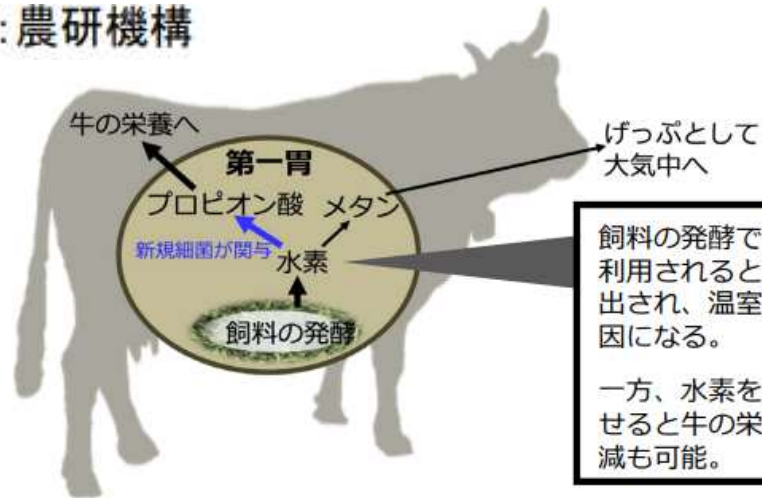 ：農研機構
牛の栄養へ
第一胃
プロピオン酸
メタン
新規細菌が関与
水素
飼料の発酵
げっぷとして
大気中へ
飼料の発酵で
利用されると
出され、温室
因になる。
一方、水素を
せると牛の栄
減も可能。